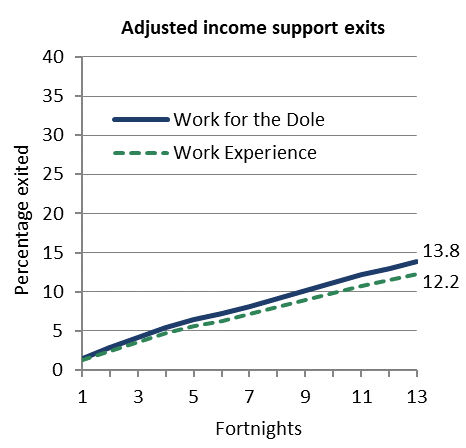 Adjusted income support exits
Percentage exited
40
35
30
25
20
15
10
5
0
Work for the Dole
Work Experience
13.8
12.2
1 3 5 7 9 11 13
Fortnights